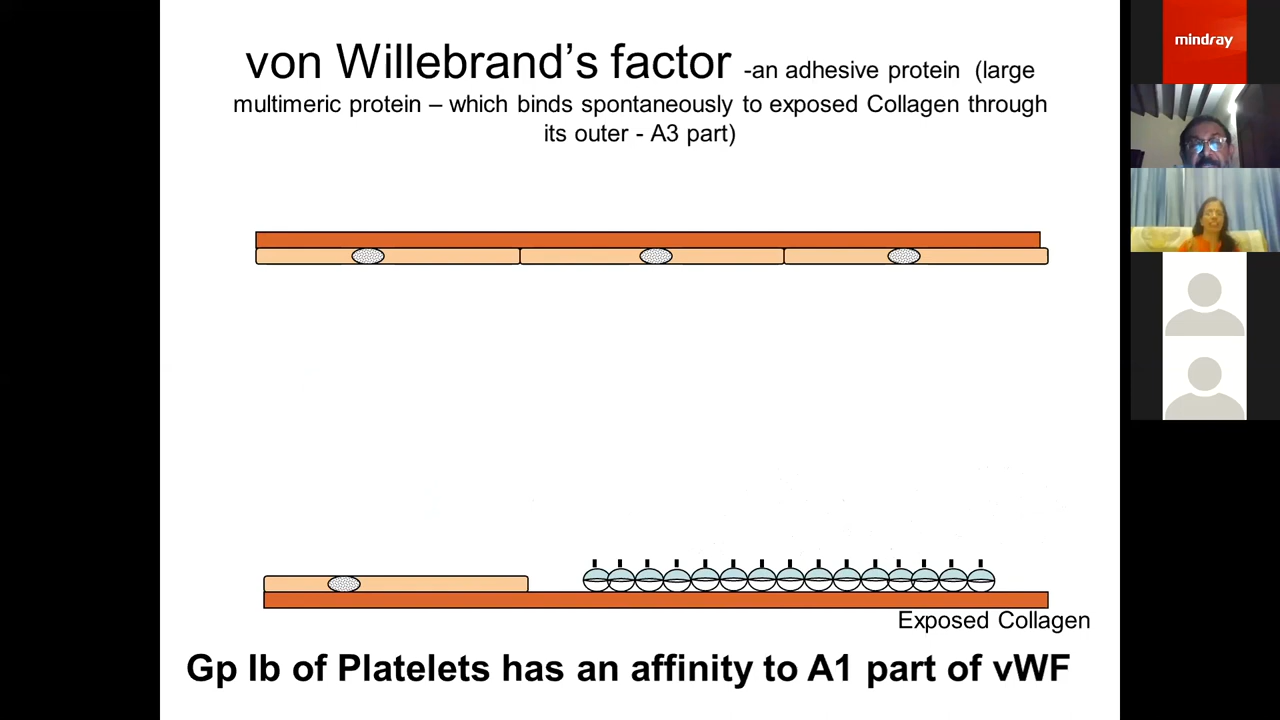 von Willebrand’s factor -an adhesive protein (large
multimeric protein – which binds spontaneously to exposed Collagen through
its outer - A3 part)
mindray
Exposed Collagen
Gp Ib of Platelets has an affinity to A1 part of vWF